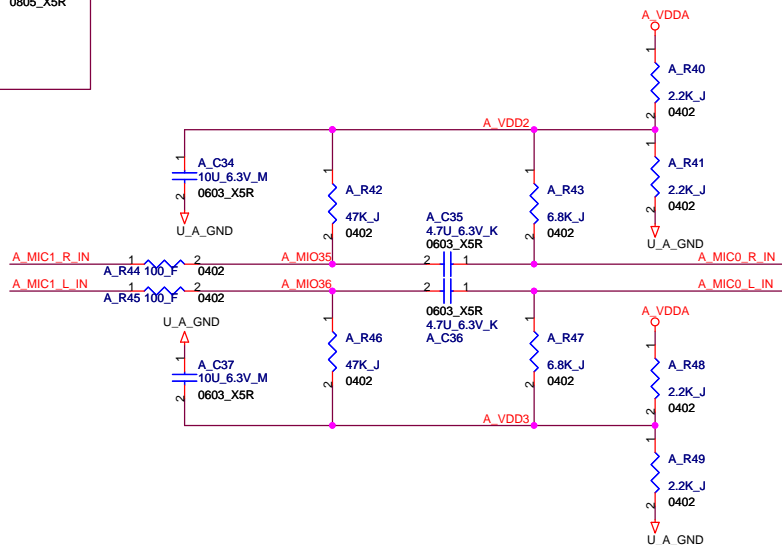 0805_X5R
A_VDDA
1
A_R40
2.2K_J
2
0402
A_VDD2
1
A_C34
10U_6.3V_M
2
0603_X5R
U_A_GND
1
A_R42
47K_J
2
0402
1
A_R43
6.8K_J
2
0402
1
A_R41
2.2K_J
2
0402
U_A_GND
A_C35
4.7U_6.3V_K
0603_X5R
A_MIC1_R_IN
1
2
A_R44 100_F
0402
A_MIO35
2
1
A_MIC0_R_IN
A_MIC1_L_IN
1
2
A_R45 100_F
0402
A_MIO36
2
1
A_MIC0_L_IN
0603_X5R
4.7U_6.3V_K
A_C36
U_A_GND
1
A_C37
10U_6.3V_M
2
0603_X5R
1
A_R46
47K_J
2
0402
1
A_R47
6.8K_J
2
0402
A_VDDA
1
A_R48
2.2K_J
2
0402
A_VDD3
1
A_R49
2.2K_J
2
0402
U_A_GND